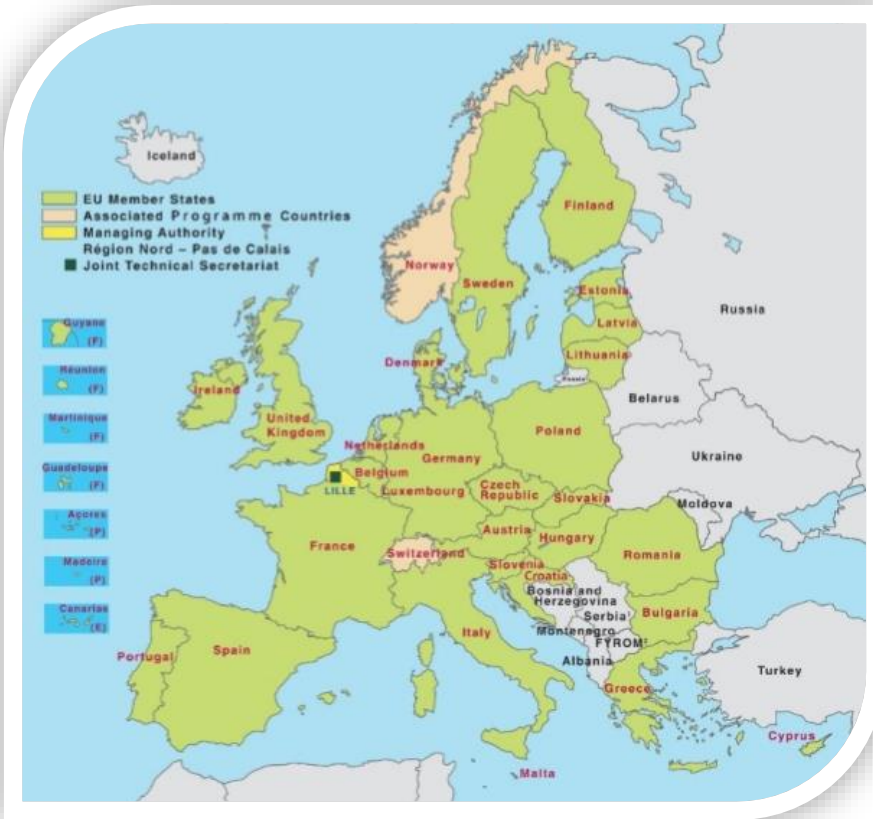 Iceland
EU Member States
Associated Programme Countries
Managing Authority
Région Nord – Pas de Calais
Joint Technical Secretariat
Norway
Sweden
Finland
Estonia
Latvia
Lithuania
Russia
Russia
Belarus
Ukraine
Moldova
Denmark
Ireland
United
Kingdom
Netherlands
Belgium
Luxembourg
LILLE
Germany
Poland
Czech
Republic
Slovakia
Austria
Hungary
Romania
France
Switzerland
Slovenia
Croatia
Bosnia and
Herzegovina
Serbia
Montenegro
FYROM²
Albania
Bulgaria
Italy
Portugal
Spain
Greece
Turkey
Cyprus
Malta
Guyane
(F)
Réunion
(F)
Martinique
(F)
Guadeloupe
(F)
Açores
(P)
Madeira
(P)
Canarias
(E)